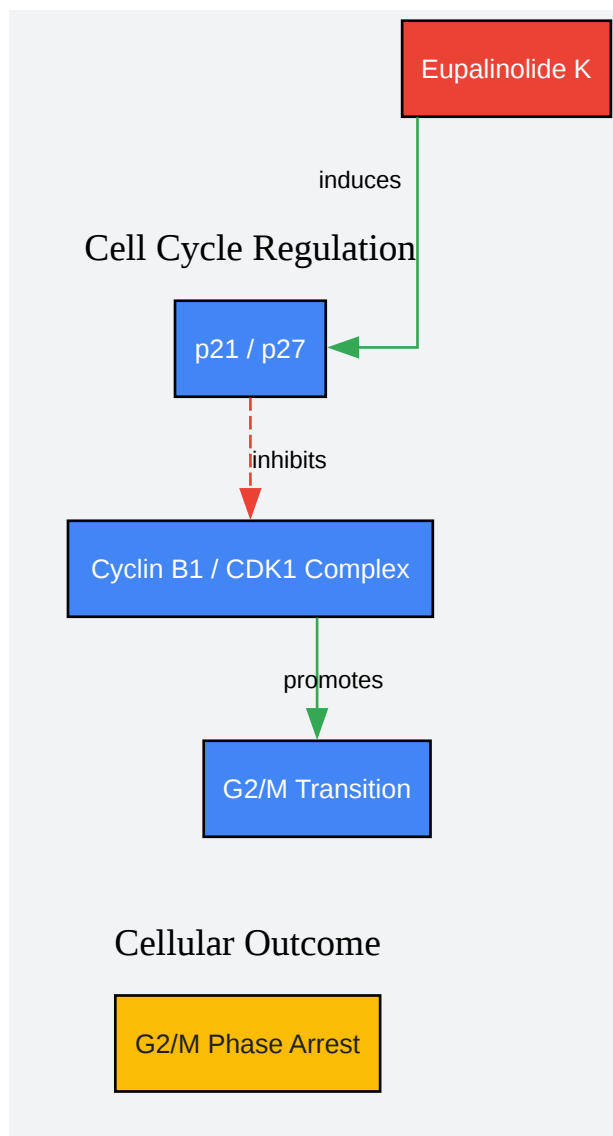 Eupalinolide K
induces
Cell Cycle Regulation
p21 / p27
inhibits
Cyclin B1 / CDK1 Complex
promotes
G2/M Transition
Cellular Outcome
G2/M Phase Arrest